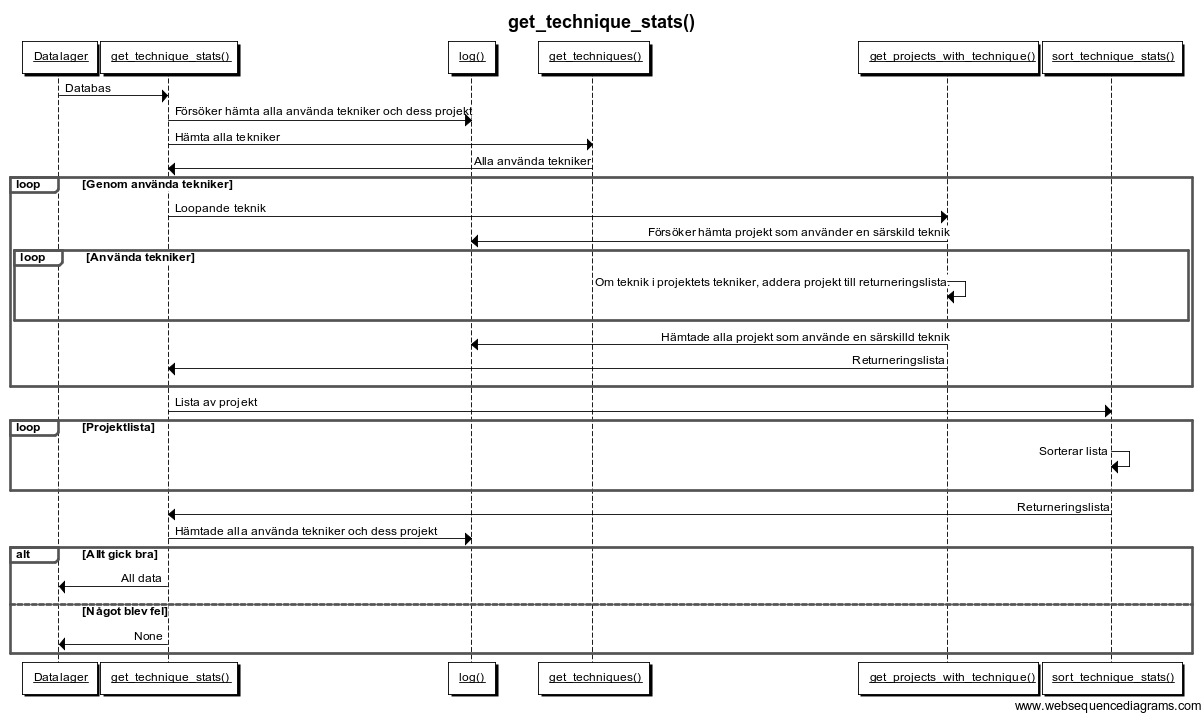 get_technique_stats()
Datalager
get_technique_stats()
log()
get_techniques()
get_projects_with_technique()
sort_technique_stats()
Databas
Försöker hämta alla använda tekniker och dess projekt
Hämta alla tekniker
Alla använda tekniker
loop [Genom använda tekniker]
Loopande teknik
Försöker hämta projekt som använder en särskild teknik
loop [Använda tekniker]
Om teknik i projektets tekniker, addera projekt till returneringslista.
Hämtade alla projekt som använde en särskilld teknik
Returneringslista
Lista av projekt
loop [Projektlista]
Sorterar lista
Returneringslista
Hämtade alla använda tekniker och dess projekt
alt [Allt gick bra]
All data
[Något blev fel]
None
Datalager
get_technique_stats()
log()
get_techniques()
get_projects_with_technique()
sort_technique_stats()
www.websequencediagrams.com